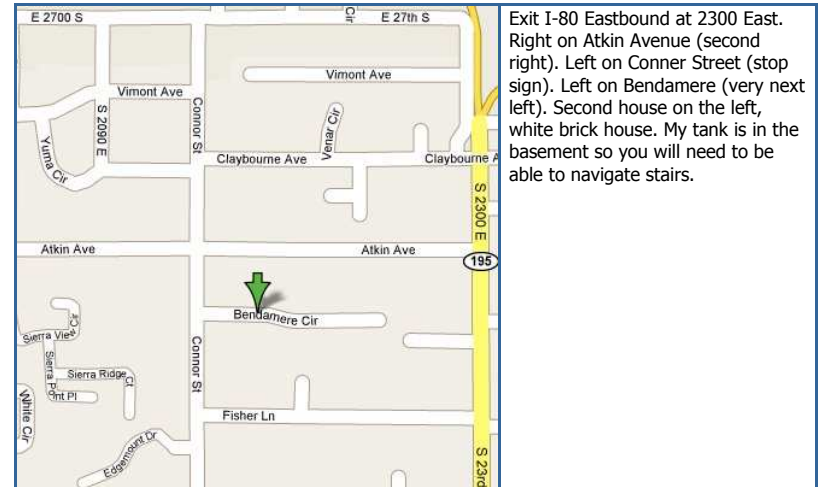 E 2700 S
Cir
E 27th S
Vimont Ave
Vimont Ave
S 2090 E
Connor St
Venar Cir
Yuma Cir
Claybourne Ave
Claybourne A
S 2300 E
Atkin Ave
Atkin Ave
195
Bendamere Cir
Sierra View Cir
Connor St
Sierra Point Pl
Sierra Ridge Ct
White Cir
Fisher Ln
Edgemount Dr
S 23rd
Exit I-80 Eastbound at 2300 East.
Right on Atkin Avenue (second
right). Left on Conner Street (stop
sign). Left on Bendamere (very next
left). Second house on the left,
white brick house. My tank is in the
basement so you will need to be
able to navigate stairs.